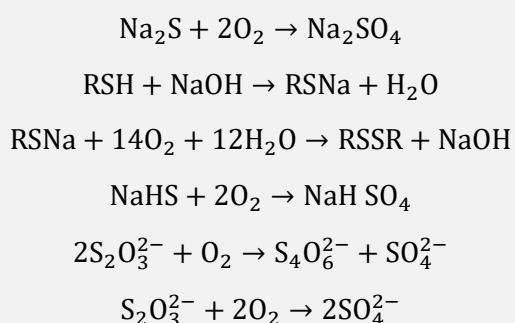 Na₂S + 2O₂ → Na₂SO₄
RSH + NaOH → RSNa + H₂O
RSNa + 14O₂ + 12H₂O → RSSR + NaOH
NaHS + 2O₂ → NaH SO₄
2S₂O₃²⁻ + O₂ → S₄O₆²⁻ + SO₄²⁻
S₂O₃²⁻ + 2O₂ → 2SO₄²⁻